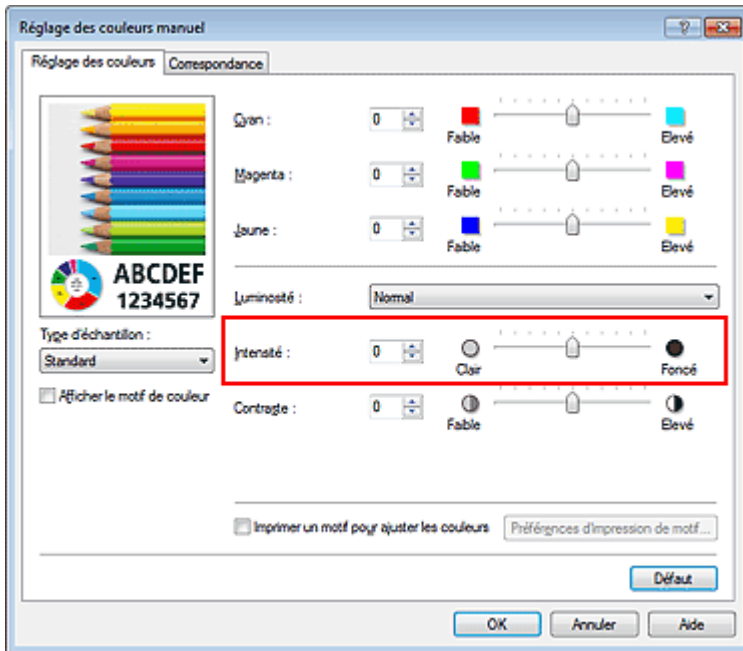 Réglage des couleurs manuel
Réglage des couleurs Correspondance
Cyan : 0
Faible Elevé
Magenta : 0
Faible Elevé
Jaune : 0
Faible Elevé
ABCDEF
1234567
Luminosité : Normal
Type d'échantillon :
Standard
Intensité : 0
Clair Foncé
Afficher le motif de couleur
Contraste : 0
Faible Elevé
Imprimer un motif pour ajuster les couleurs Préférences d'impression de motif...
Défaut
OK Annuler Aide